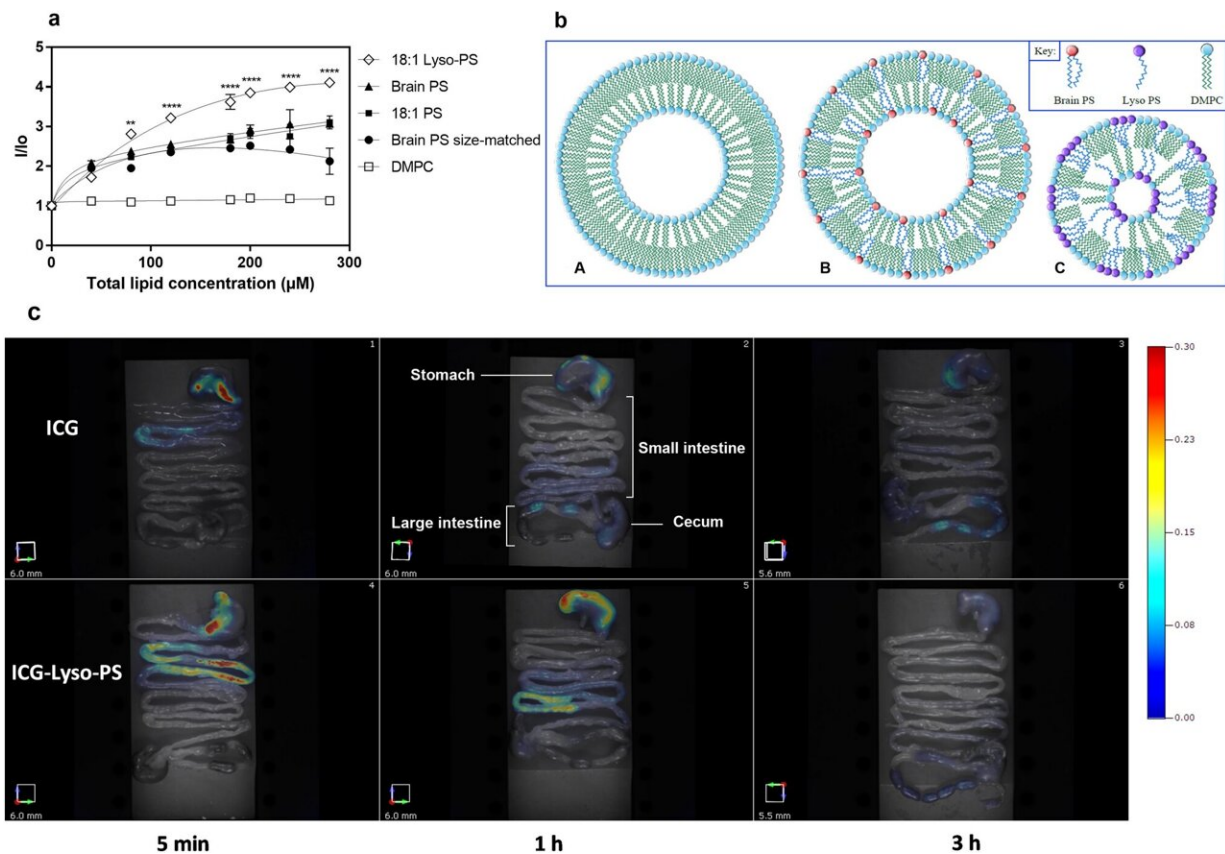 a
5
4
3
2
1
0
I/Io
**
****
****
****
****
****
0
100
200
300
Total lipid concentration (µM)
18:1 Lyso-PS
Brain PS
18:1 PS
Brain PS size-matched
DMPC
b
Key:
Brain PS
Lyso PS
DMPC
A
B
C
c
1
ICG
6.0 mm
2
Stomach
Small intestine
Large intestine
Cecum
6.0 mm
3
5.6 mm
4
ICG-Lyso-PS
6.0 mm
5
6.0 mm
6
5.5 mm
0.30
0.23
0.15
0.08
0.00
5 min
1 h
3 h